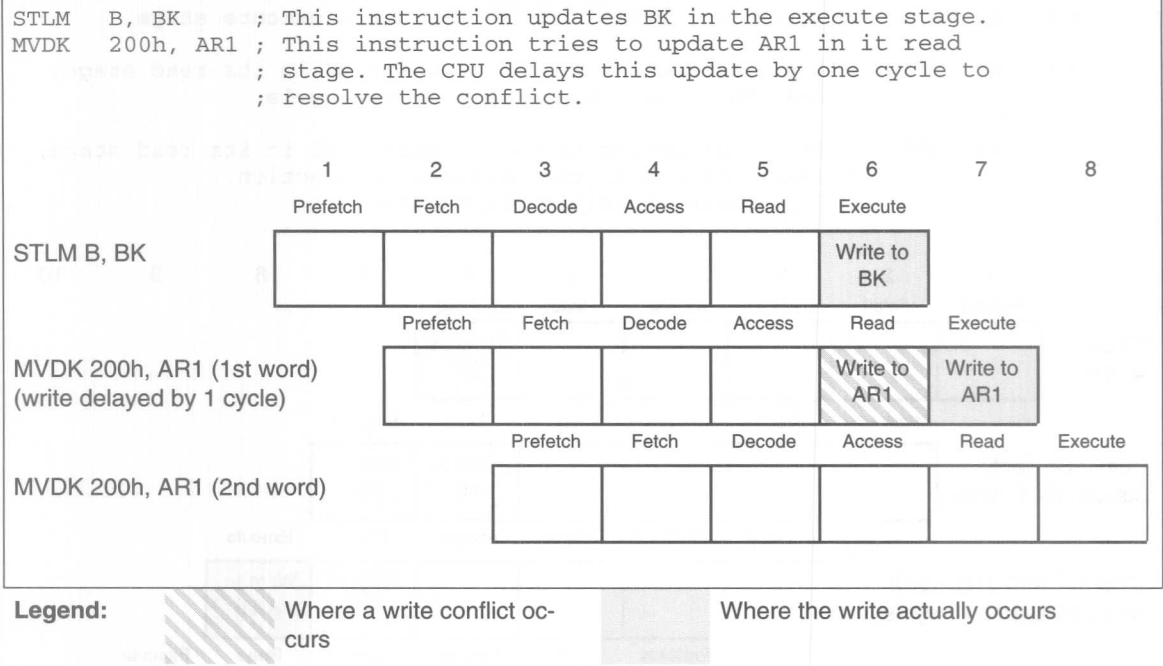 STLM B, BK ; This instruction updates BK in the execute stage.
MVDK 200h, AR1 ; This instruction tries to update AR1 in it read
; stage. The CPU delays this update by one cycle to
; resolve the conflict.
1 2 3 4 5 6 7 8
Prefetch Fetch Decode Access Read Execute
STLM B, BK
Write to
BK
Prefetch Fetch Decode Access Read Execute
MVDK 200h, AR1 (1st word)
(write delayed by 1 cycle)
Write to
AR1
Write to
AR1
Prefetch Fetch Decode Access Read Execute
MVDK 200h, AR1 (2nd word)
Legend:
Where a write conflict oc-
curs
Where the write actually occurs